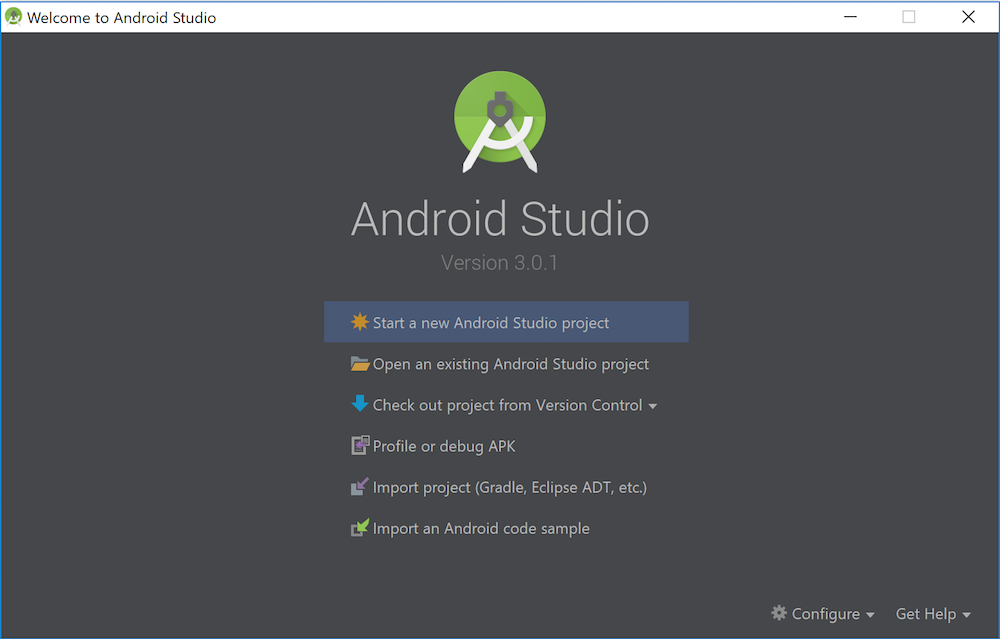 Welcome to Android Studio
Android Studio
Version 3.0.1
Start a new Android Studio project
Open an existing Android Studio project
Check out project from Version Control
Profile or debug APK
Import project (Gradle, Eclipse ADT, etc.)
Import an Android code sample
Configure Get Help